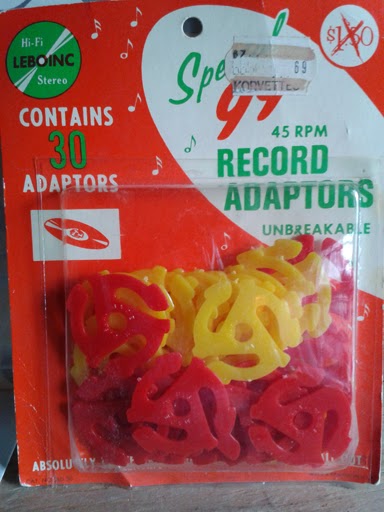 Hi-Fi
LEBOINC
Stereo
CONTAINS
30
ADAPTORS
Special
99
$1.50
69
KORVETTES
45 RPM
RECORD
ADAPTORS
UNBREAKABLE